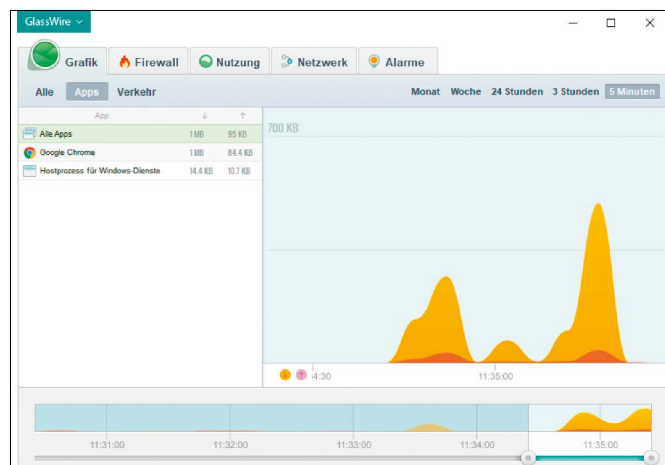 GlassWire
Grafik Firewall Nutzung Netzwerk Alarme
Alle Apps Verkehr Monat Woche 24 Stunden 3 Stunden 5 Minuten
App ↓ ↑
Alle Apps 1 MB 95 KB
Google Chrome 1 MB 84.4 KB
Hostprozess für Windows-Dienste 14.4 KB 10.7 KB
700 KB
4:30 11:35:00
11:31:00 11:32:00 11:33:00 11:34:00 11:35:00